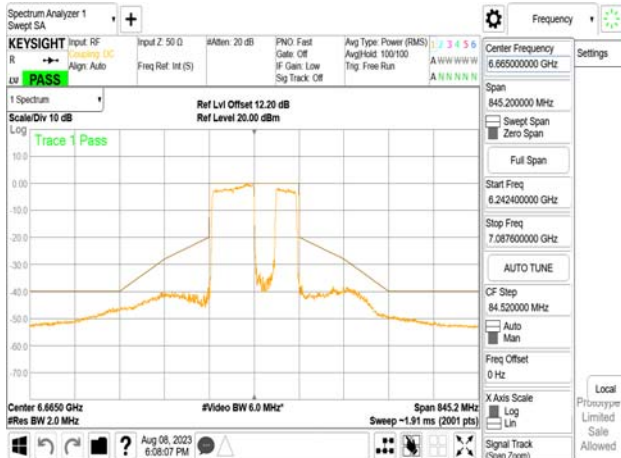 Spectrum Analyzer 1
Swept SA
Frequency
KEYSIGHT
R
LV PASS
Input: RF
Coupling: DC
Align: Auto
Input Z: 50 Ω
Freq Ref: Int (S)
#Atten: 20 dB
PNO: Fast
Gate: Off
IF Gain: Low
Sig Track: Off
Avg Type: Power (RMS)
Avg|Hold: 100/100
Trig: Free Run
1 2 3 4 5 6
A W W W W W
A N N N N N
1 Spectrum
Scale/Div 10 dB
Ref Lvl Offset 12.20 dB
Ref Level 20.00 dBm
Log
Trace 1 Pass
10.0
0.00
-10.0
-20.0
-30.0
-40.0
-50.0
-60.0
-70.0
Center 6.6650 GHz
#Res BW 2.0 MHz
#Video BW 6.0 MHz*
Span 845.2 MHz
Sweep ~1.91 ms (2001 pts)
Aug 08, 2023
6:08:07 PM
Center Frequency
6.665000000 GHz
Settings
Span
845.200000 MHz
Swept Span
Zero Span
Full Span
Start Freq
6.242400000 GHz
Stop Freq
7.087600000 GHz
AUTO TUNE
CF Step
84.520000 MHz
Auto
Man
Freq Offset
0 Hz
X Axis Scale
Log
Lin
Signal Track
(Span Zoom)
Local
Prototype
Limited
Sale
Allowed